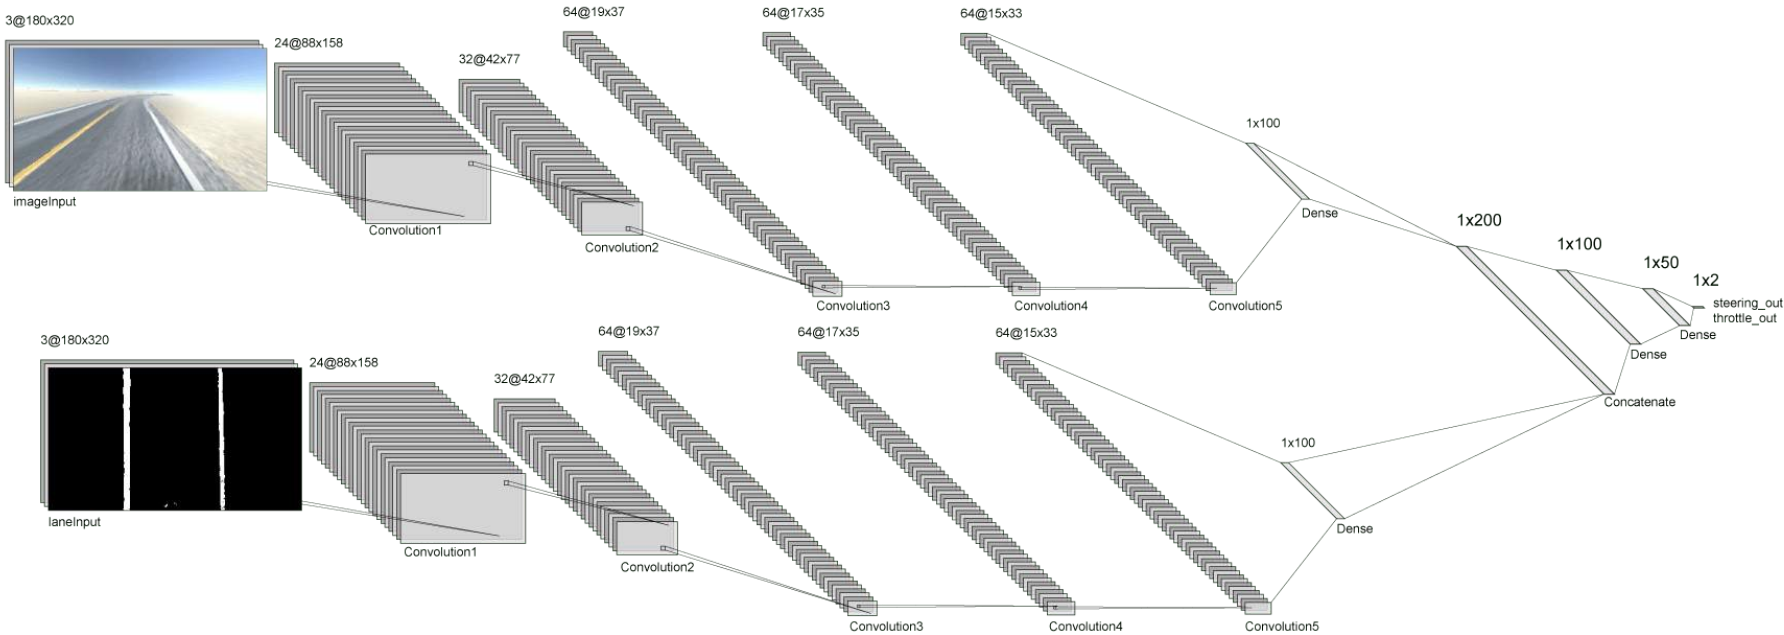 3@180x320
24@88x158
32@42x77
64@19x37
64@17x35
64@15x33
1x100
1x200
1x100
1x50
1x2
steering_out
throttle_out
imageInput
Convolution1
Convolution2
Convolution3
Convolution4
Convolution5
Dense
Dense
Dense
Concatenate
3@180x320
24@88x158
32@42x77
64@19x37
64@17x35
64@15x33
1x100
laneInput
Convolution1
Convolution2
Convolution3
Convolution4
Convolution5
Dense